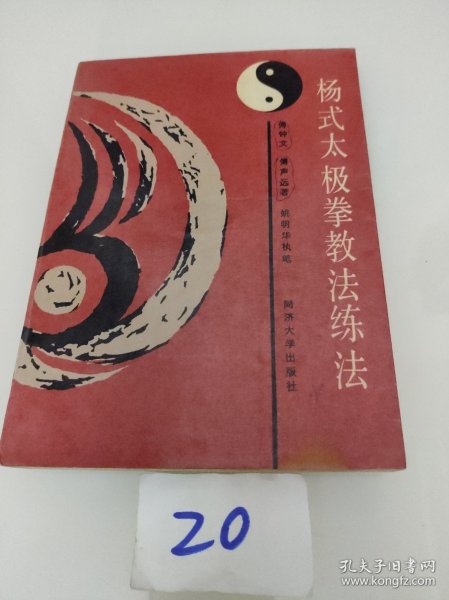 杨式太极拳教法练法
傅钟文
傅声远著
姚明华执笔
同济大学出版社
20
孔夫子旧书网
www.kongfz.com